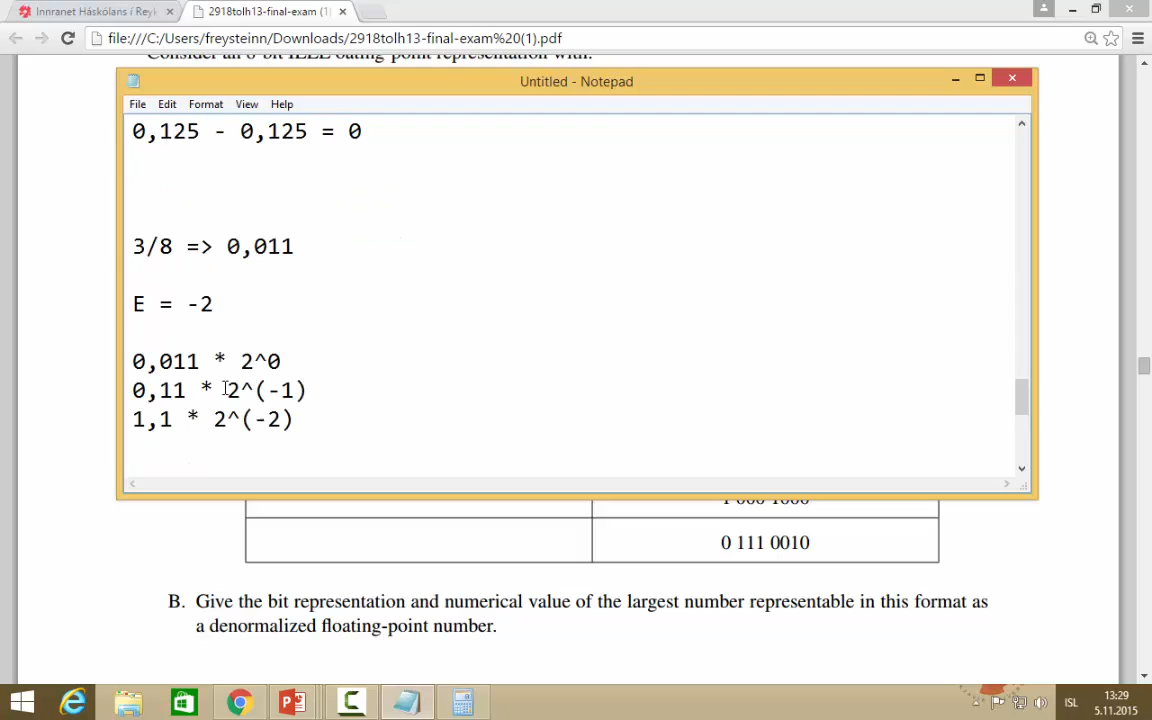 Innranet Háskólans í Reyk
2918tolh13-final-exam (1)
file:///C:/Users/freysteinn/Downloads/2918tolh13-final-exam%20(1).pdf
Untitled - Notepad
File Edit Format View Help
0,125 - 0,125 = 0
3/8 => 0,011
E = -2
0,011 * 2^0
0,11 * 2^(-1)
1,1 * 2^(-2)
1 000 1000
0 111 0010
B. Give the bit representation and numerical value of the largest number representable in this format as
a denormalized floating-point number.
ISL
13:29
5.11.2015